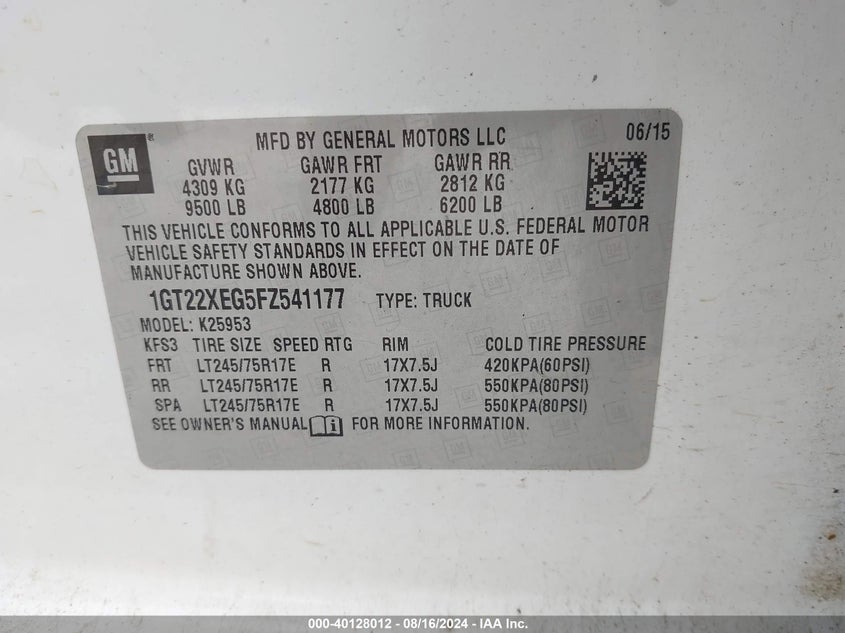 GM
MFD BY GENERAL MOTORS LLC 06/15
GVWR GAWR FRT GAWR RR
4309 KG 2177 KG 2812 KG
9500 LB 4800 LB 6200 LB
THIS VEHICLE CONFORMS TO ALL APPLICABLE U.S. FEDERAL MOTOR
VEHICLE SAFETY STANDARDS IN EFFECT ON THE DATE OF
MANUFACTURE SHOWN ABOVE.
1GT22XEG5FZ541177 TYPE: TRUCK
MODEL: K25953
KFS3 TIRE SIZE SPEED RTG RIM COLD TIRE PRESSURE
FRT LT245/75R17E R 17X7.5J 420KPA(60PSI)
RR LT245/75R17E R 17X7.5J 550KPA(80PSI)
SPA LT245/75R17E R 17X7.5J 550KPA(80PSI)
SEE OWNER'S MANUAL FOR MORE INFORMATION.
000-40128012 - 08/16/2024 - IAA Inc.